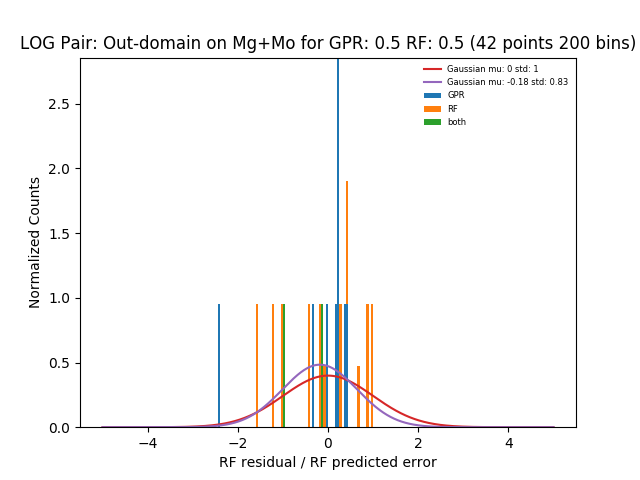 LOG Pair: Out-domain on Mg+Mo for GPR: 0.5 RF: 0.5 (42 points 200 bins)
Gaussian mu: 0 std: 1
Gaussian mu: -0.18 std: 0.83
GPR
RF
both
Normalized Counts
2.5
2.0
1.5
1.0
0.5
0.0
−4 −2 0 2 4
RF residual / RF predicted error